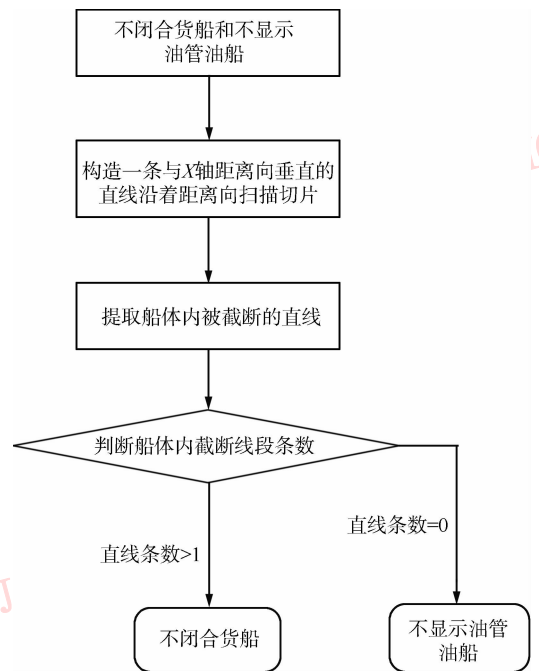 不闭合货船和不显示
油管油船
构造一条与X轴距离向垂直的
直线沿着距离向扫描切片
提取船体内被截断的直线
判断船体内截断线段条数
直线条数=0
直线条数>1
不闭合货船
不显示油管
油船